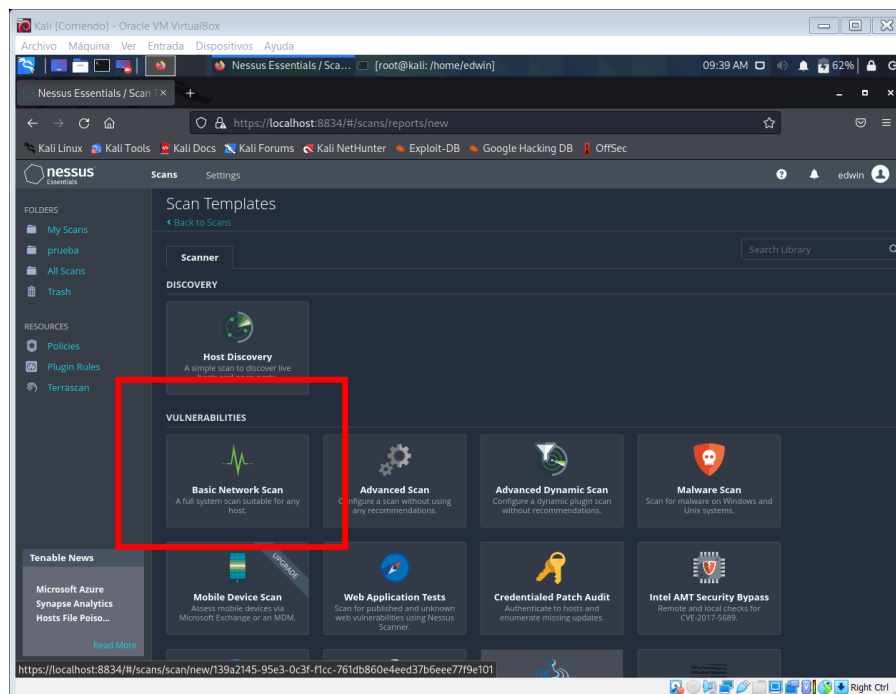 Kali [Corriendo] - Oracle VM VirtualBox
Archivo Máquina Ver Entrada Dispositivos Ayuda
Nessus Essentials / Sca... [root@kali: /home/edwin] 09:39 AM 62%
Nessus Essentials / Scan
https://localhost:8834/#/scans/reports/new
Kali Linux Kali Tools Kali Docs Kali Forums Kali NetHunter Exploit-DB Google Hacking DB OffSec
nessus Essentials Scans Settings edwin
FOLDERS
My Scans
prueba
All Scans
Trash
RESOURCES
Policies
Plugin Rules
Terrascan
Tenable News
Microsoft Azure
Synapse Analytics
Hosts File Poiso...
Read More
Scan Templates
Back to Scans
Scanner
Search Library
DISCOVERY
Host Discovery
A simple scan to discover live
VULNERABILITIES
Basic Network Scan
A full system scan suitable for any
host.
Advanced Scan
Configure a scan without using
any recommendations.
Advanced Dynamic Scan
Configure a dynamic plugin scan
without recommendations.
Malware Scan
Scan for malware on Windows and
Unix systems.
UPGRADE
Mobile Device Scan
Assess mobile devices via
Microsoft Exchange or an MDM.
Web Application Tests
Scan for published and unknown
web vulnerabilities using Nessus
Scanner.
Credentialed Patch Audit
Authenticate to hosts and
enumerate missing updates.
Intel AMT Security Bypass
Remote and local checks for
CVE-2017-5689.
https://localhost:8834/#/scans/scan/new/139a2145-95e3-0c3f-f1cc-761db860e4eed37b6eee77f9e101
Right Ctrl